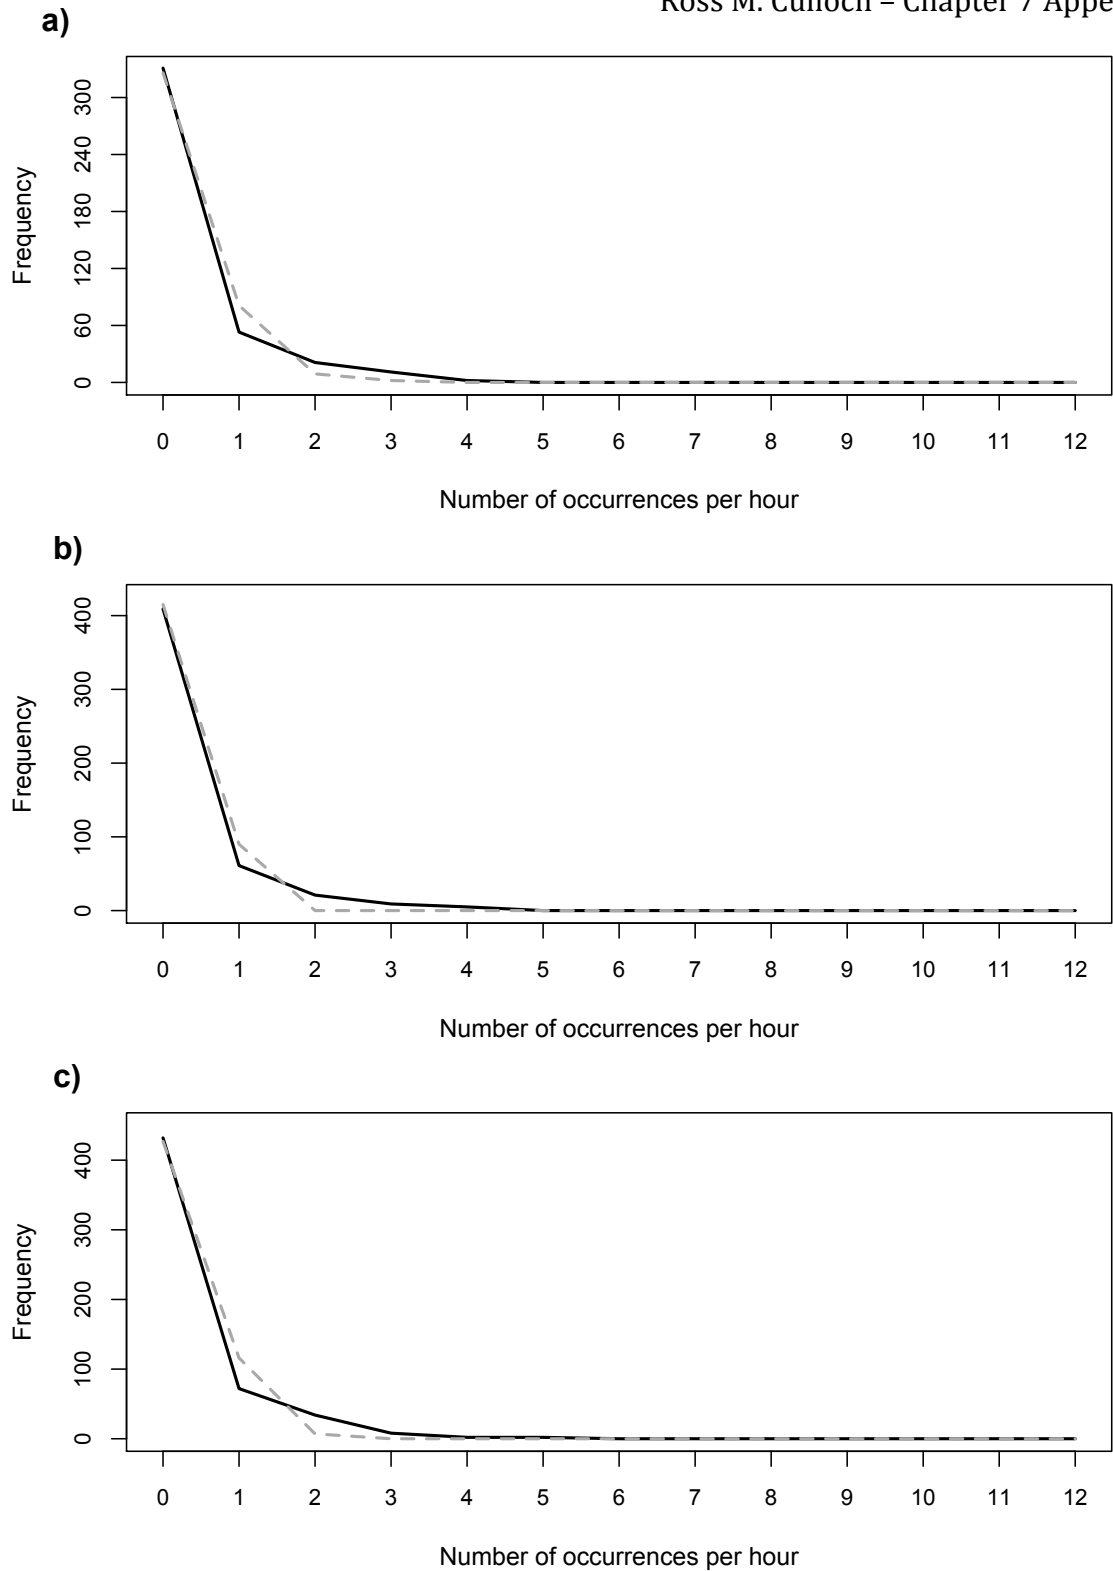 Ross M. Culloch – Chapter 7 Appe
a)
Frequency
0 60 120 180 240 300
0 1 2 3 4 5 6 7 8 9 10 11 12
Number of occurrences per hour
b)
Frequency
0 100 200 300 400
0 1 2 3 4 5 6 7 8 9 10 11 12
Number of occurrences per hour
c)
Frequency
0 100 200 300 400
0 1 2 3 4 5 6 7 8 9 10 11 12
Number of occurrences per hour